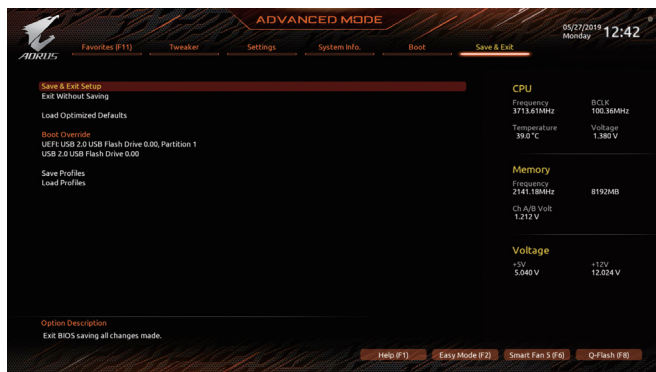 ADVANCED MODE
05/27/2019 Monday 12:42
AORUS
Favorites (F11) Tweaker Settings System Info. Boot Save & Exit
Save & Exit Setup
Exit Without Saving
Load Optimized Defaults
Boot Override
UEFI: USB 2.0 USB Flash Drive 0.00, Partition 1
USB 2.0 USB Flash Drive 0.00
Save Profiles
Load Profiles
CPU
Frequency BCLK
3713.61MHz 100.36MHz
Temperature Voltage
39.0 °C 1.380 V
Memory
Frequency
2141.18MHz 8192MB
Ch A/B Volt
1.212 V
Voltage
+5V +12V
5.040 V 12.024 V
Option Description
Exit BIOS saving all changes made.
Help (F1) Easy Mode (F2) Smart Fan 5 (F6) Q-Flash (F8)